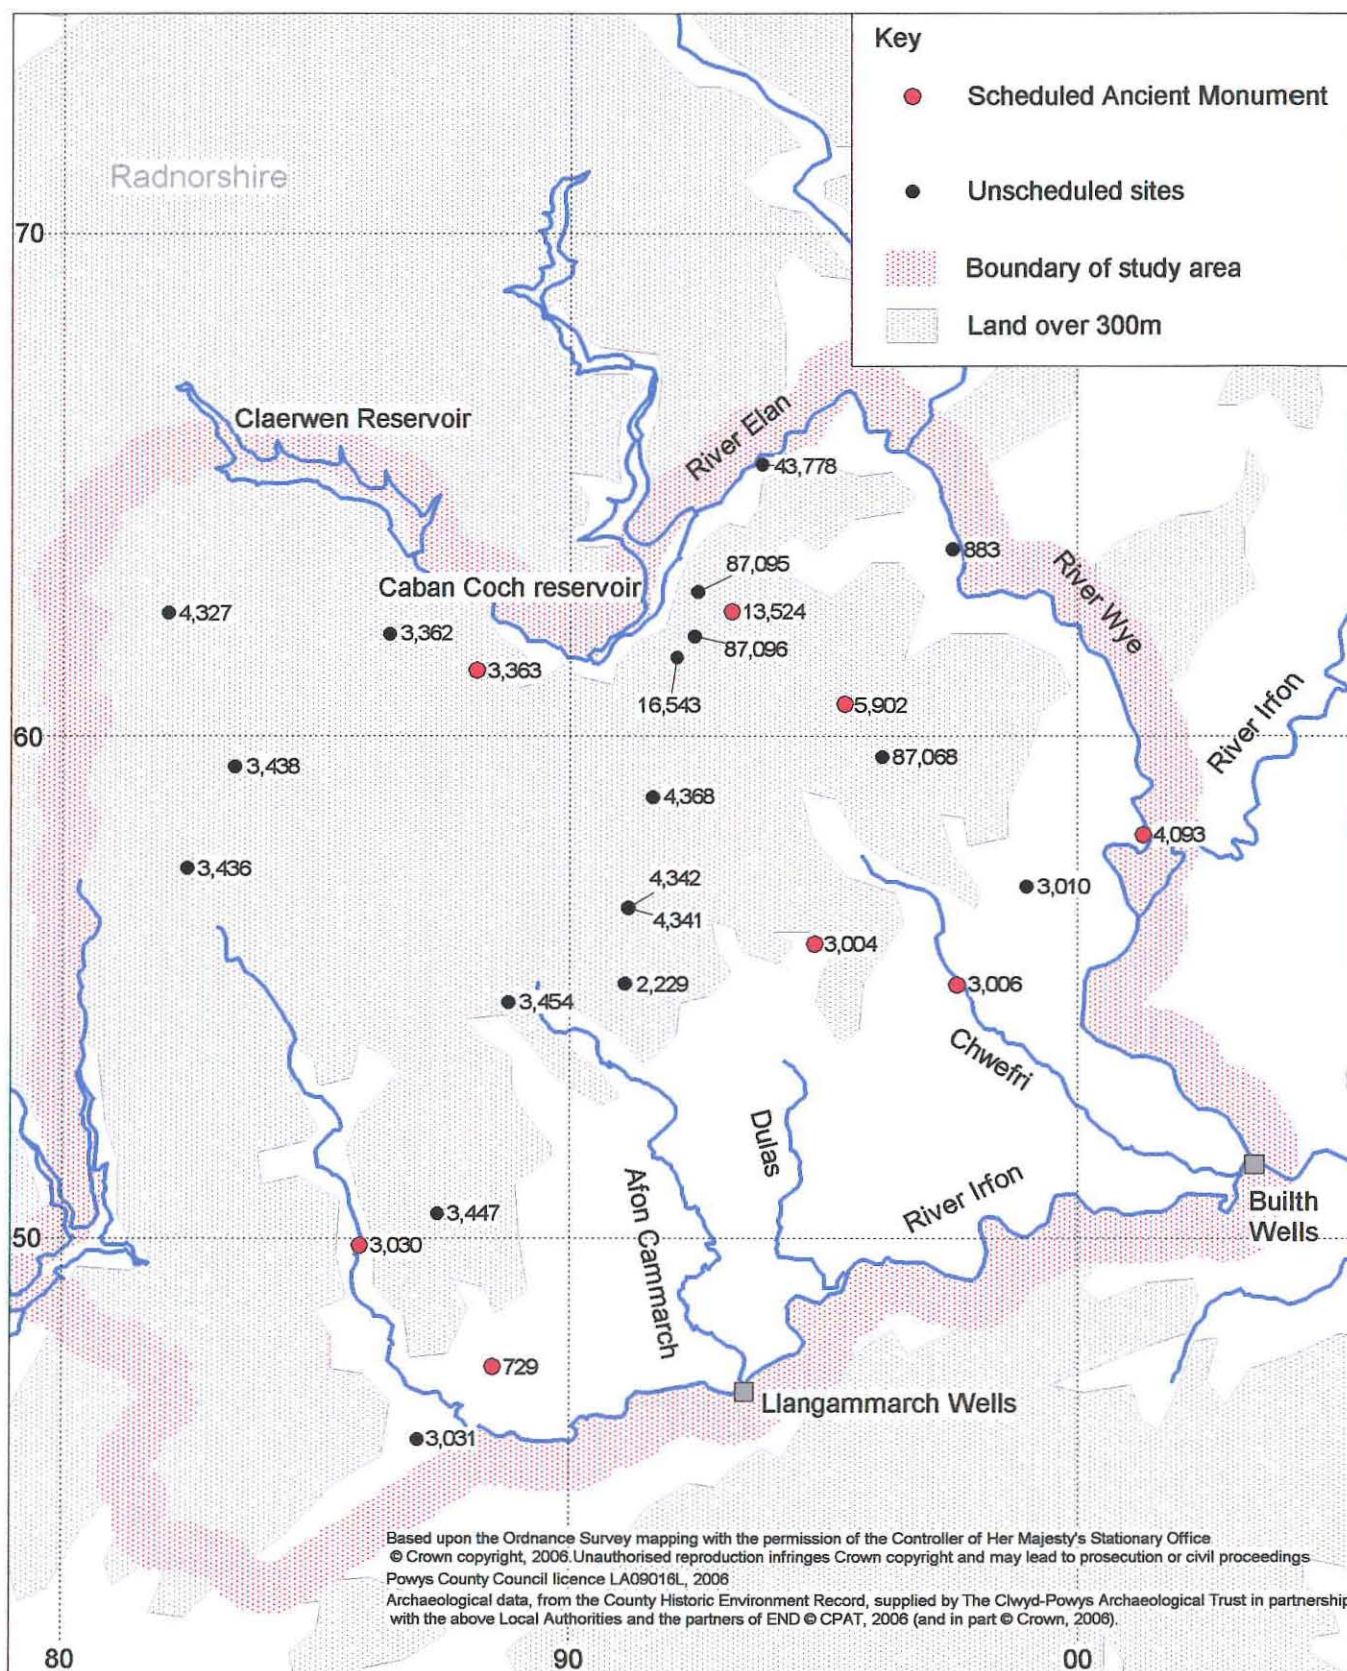 Key
Scheduled Ancient Monument
Unscheduled sites
Boundary of study area
Land over 300m
Radnorshire
70
Claerwen Reservoir
River Elan
43,778
883
87,095
Caban Coch reservoir
River Wye
4,327
13,524
3,362
87,096
3,363
16,543
5,902
River Irfon
60
87,068
3,438
4,368
4,093
3,436
4,342
3,010
4,341
3,004
2,229
3,006
3,454
Chwefri
Dulas
Afon Cammarch
River Irfon
Builth
Wells
3,447
50
3,030
729
Llangammarch Wells
3,031
Based upon the Ordnance Survey mapping with the permission of the Controller of Her Majesty's Stationary Office
© Crown copyright, 2006.Unauthorised reproduction infringes Crown copyright and may lead to prosecution or civil proceedings
Powys County Council licence LA09016L, 2006
Archaeological data, from the County Historic Environment Record, supplied by The Clwyd-Powys Archaeological Trust in partnership
with the above Local Authorities and the partners of END © CPAT, 2006 (and in part © Crown, 2006).
80
90
00